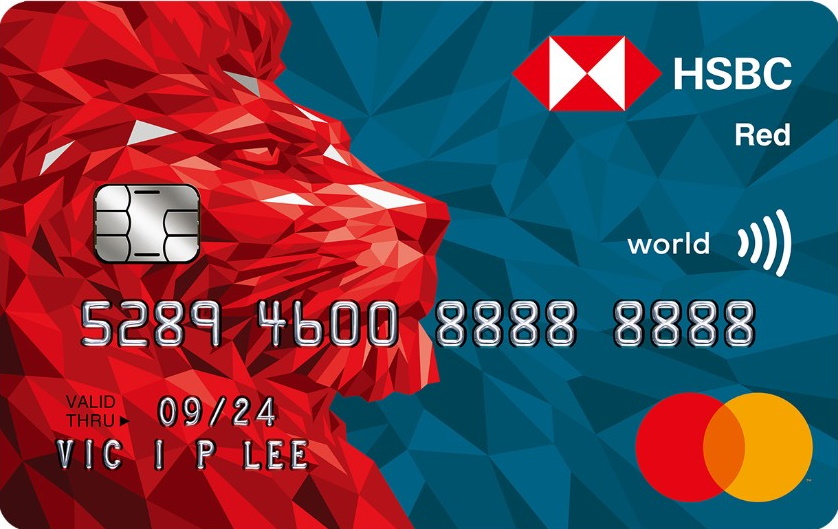 HSBC
Red
world
5289 4600 8888 8888
VALID
THRU ▶ 09/24
VIC I P LEE